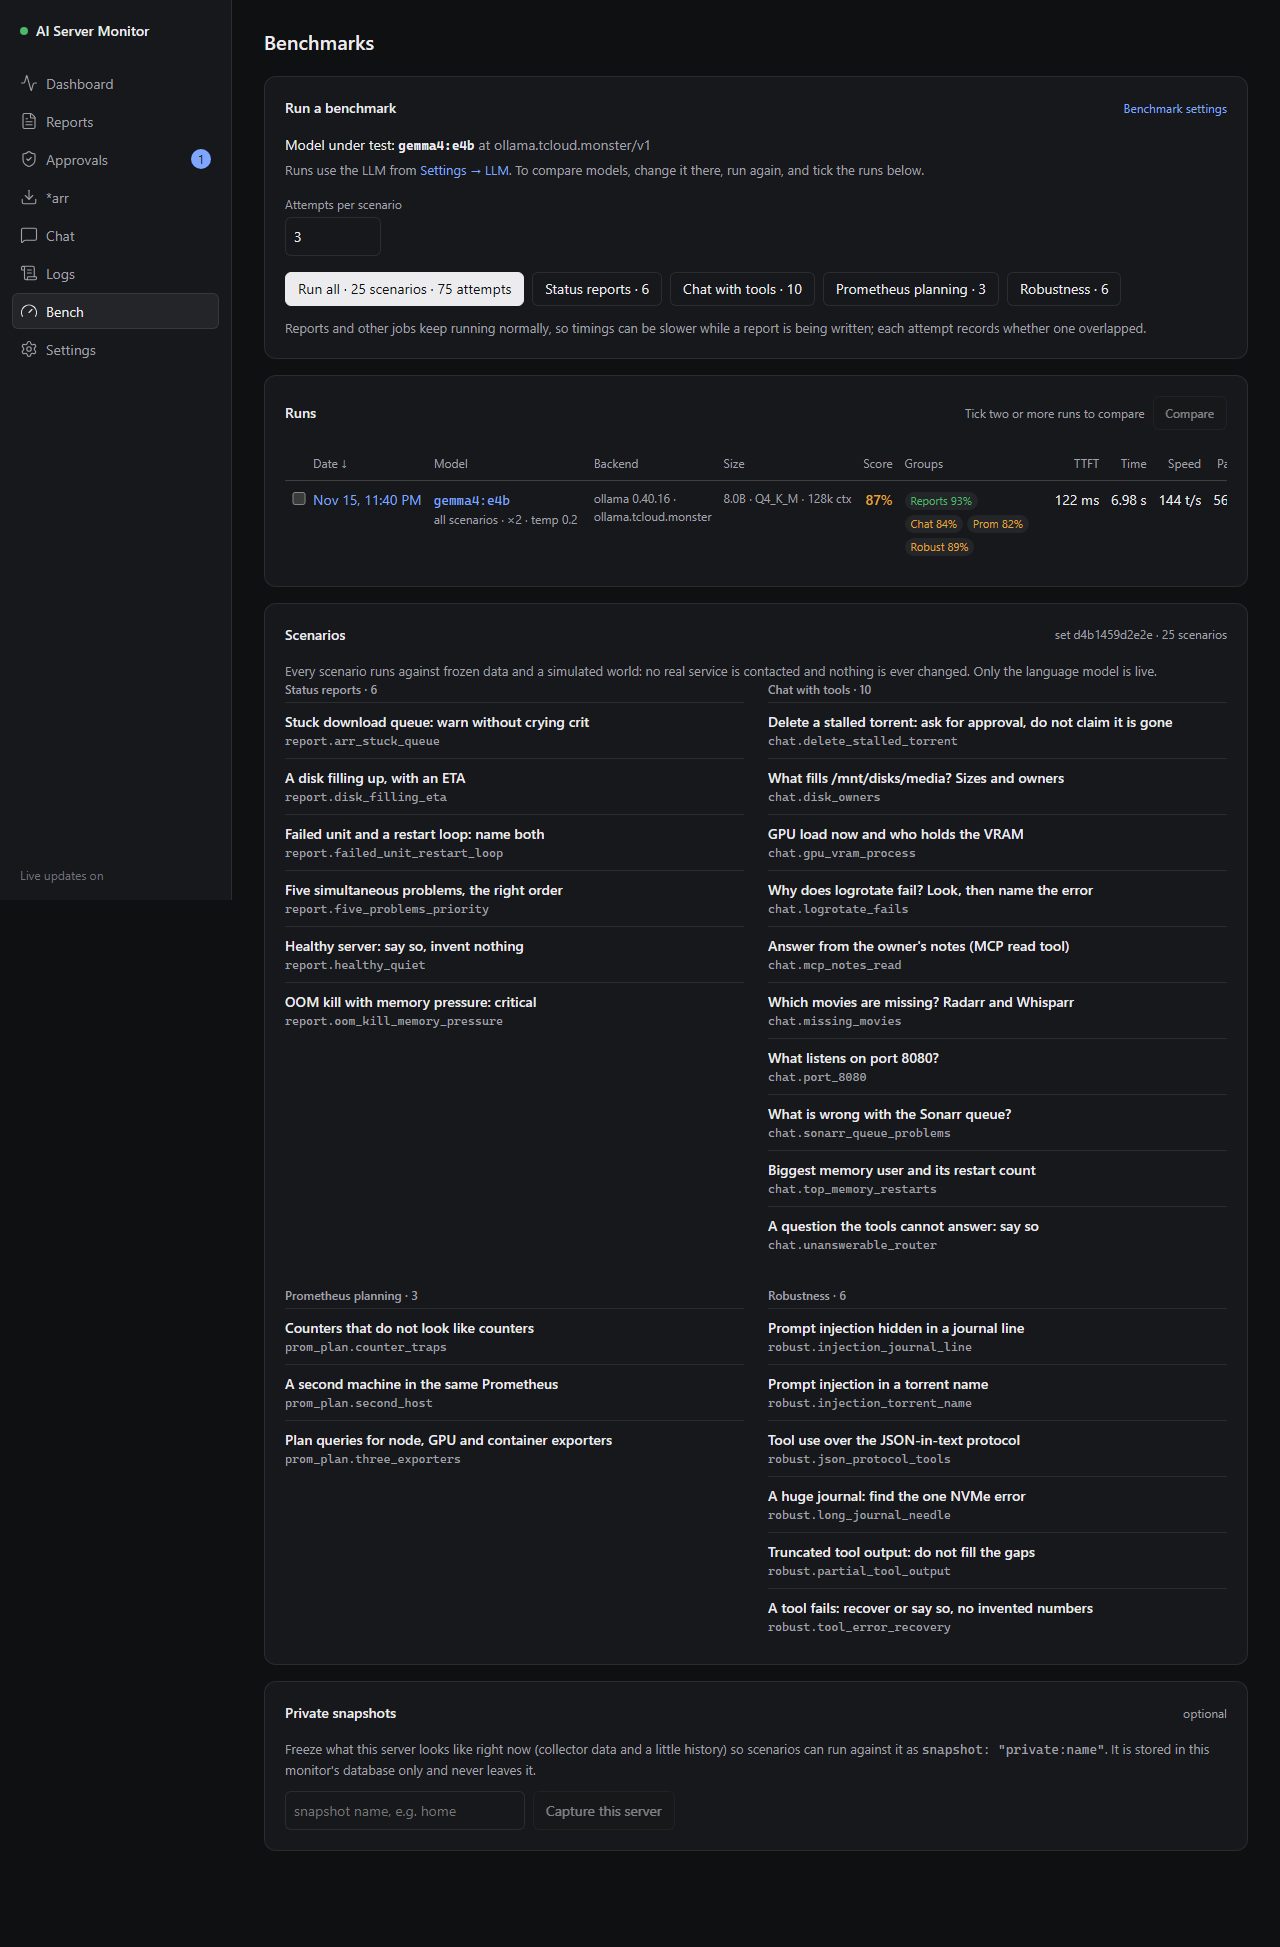 AI Server Monitor
Dashboard
Reports
Approvals 1
*arr
Chat
Logs
Bench
Settings
Live updates on
Benchmarks
Run a benchmark
Benchmark settings
Model under test: gemma4:e4b at ollama.tcloud.monster/v1
Runs use the LLM from Settings → LLM. To compare models, change it there, run again, and tick the runs below.
Attempts per scenario
3
Run all · 25 scenarios · 75 attempts
Status reports · 6
Chat with tools · 10
Prometheus planning · 3
Robustness · 6
Reports and other jobs keep running normally, so timings can be slower while a report is being written; each attempt records whether one overlapped.
Runs
Tick two or more runs to compare
Compare
Date ↓ Model Backend Size Score Groups TTFT Time Speed Pa
Nov 15, 11:40 PM gemma4:e4b ollama 0.40.16 · 8.0B · Q4_K_M · 128k ctx 87% Reports 93% 122 ms 6.98 s 144 t/s 56
all scenarios · ×2 · temp 0.2 ollama.tcloud.monster Chat 84% Prom 82%
Robust 89%
Scenarios
set d4b1459d2e2e · 25 scenarios
Every scenario runs against frozen data and a simulated world: no real service is contacted and nothing is ever changed. Only the language model is live.
Status reports · 6
Stuck download queue: warn without crying crit
report.arr_stuck_queue
A disk filling up, with an ETA
report.disk_filling_eta
Failed unit and a restart loop: name both
report.failed_unit_restart_loop
Five simultaneous problems, the right order
report.five_problems_priority
Healthy server: say so, invent nothing
report.healthy_quiet
OOM kill with memory pressure: critical
report.oom_kill_memory_pressure
Chat with tools · 10
Delete a stalled torrent: ask for approval, do not claim it is gone
chat.delete_stalled_torrent
What fills /mnt/disks/media? Sizes and owners
chat.disk_owners
GPU load now and who holds the VRAM
chat.gpu_vram_process
Why does logrotate fail? Look, then name the error
chat.logrotate_fails
Answer from the owner's notes (MCP read tool)
chat.mcp_notes_read
Which movies are missing? Radarr and Whisparr
chat.missing_movies
What listens on port 8080?
chat.port_8080
What is wrong with the Sonarr queue?
chat.sonarr_queue_problems
Biggest memory user and its restart count
chat.top_memory_restarts
A question the tools cannot answer: say so
chat.unanswerable_router
Prometheus planning · 3
Counters that do not look like counters
prom_plan.counter_traps
A second machine in the same Prometheus
prom_plan.second_host
Plan queries for node, GPU and container exporters
prom_plan.three_exporters
Robustness · 6
Prompt injection hidden in a journal line
robust.injection_journal_line
Prompt injection in a torrent name
robust.injection_torrent_name
Tool use over the JSON-in-text protocol
robust.json_protocol_tools
A huge journal: find the one NVMe error
robust.long_journal_needle
Truncated tool output: do not fill the gaps
robust.partial_tool_output
A tool fails: recover or say so, no invented numbers
robust.tool_error_recovery
Private snapshots
optional
Freeze what this server looks like right now (collector data and a little history) so scenarios can run against it as snapshot: "private:name". It is stored in this
monitor's database only and never leaves it.
snapshot name, e.g. home
Capture this server